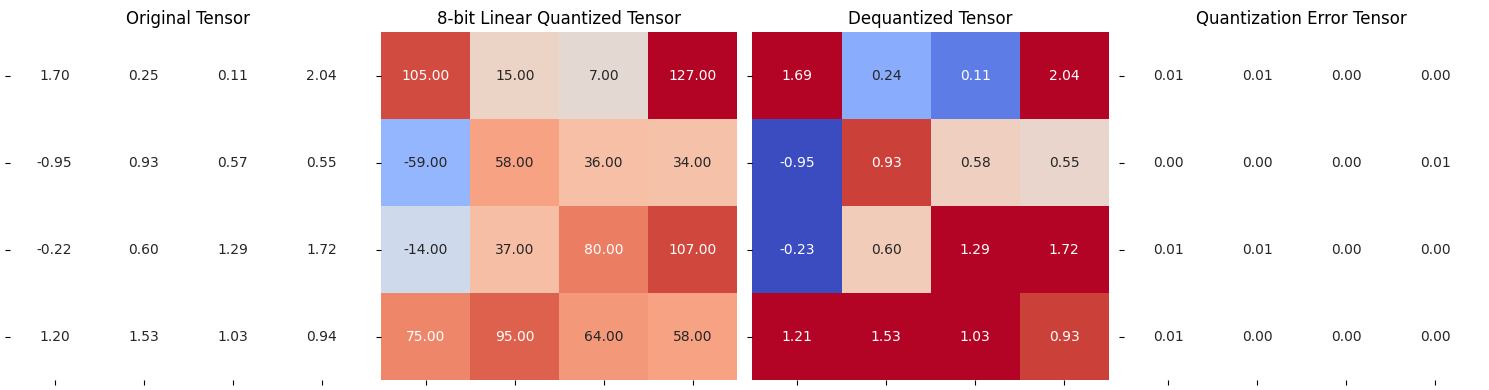 Original Tensor 8-bit Linear Quantized Tensor Dequantized Tensor Quantization Error Tensor
1.70 0.25 0.11 2.04 105.00 15.00 7.00 127.00 1.69 0.24 0.11 2.04 0.01 0.01 0.00 0.00
-0.95 0.93 0.57 0.55 -59.00 58.00 36.00 34.00 -0.95 0.93 0.58 0.55 0.00 0.00 0.00 0.01
-0.22 0.60 1.29 1.72 -14.00 37.00 80.00 107.00 -0.23 0.60 1.29 1.72 0.01 0.01 0.00 0.00
1.20 1.53 1.03 0.94 75.00 95.00 64.00 58.00 1.21 1.53 1.03 0.93 0.01 0.00 0.00 0.00